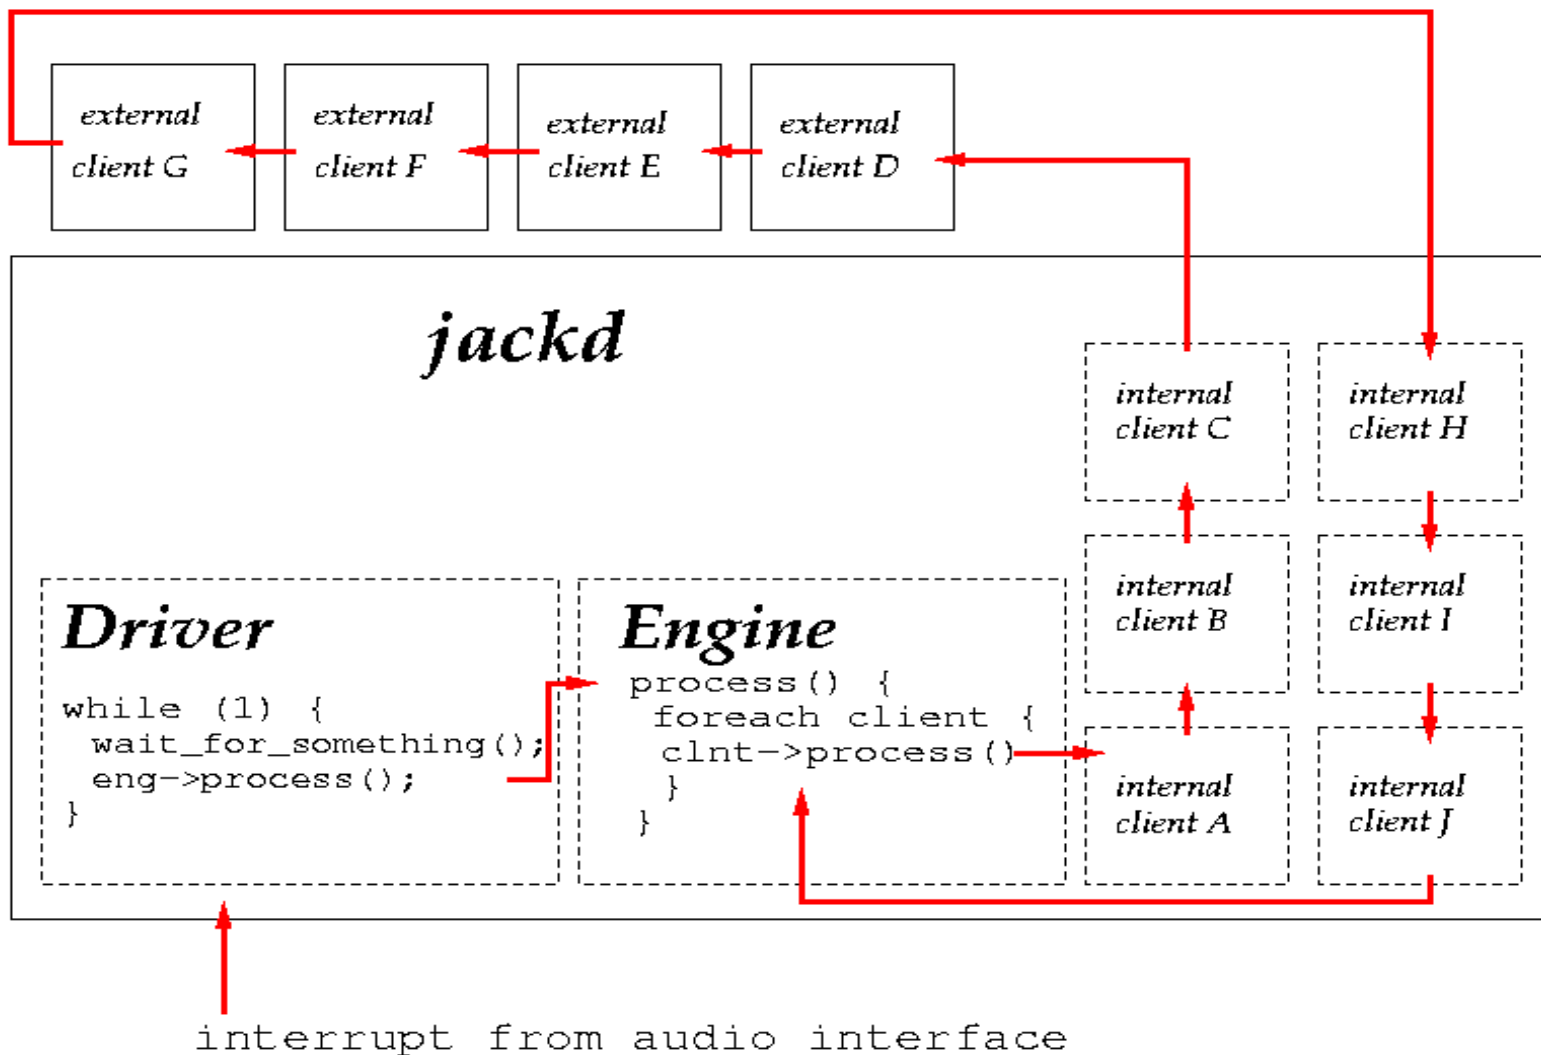 external
client G
external
client F
external
client E
external
client D
jackd
internal
client C
internal
client H
internal
client B
internal
client I
internal
client A
internal
client J
Driver
while (1) {
wait_for_something();
eng->process();
}
Engine
process() {
foreach client {
clnt->process()
}
}
interrupt from audio interface